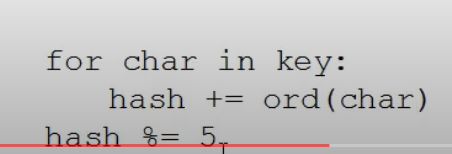 for char in key:
    hash += ord(char)
hash %= 5